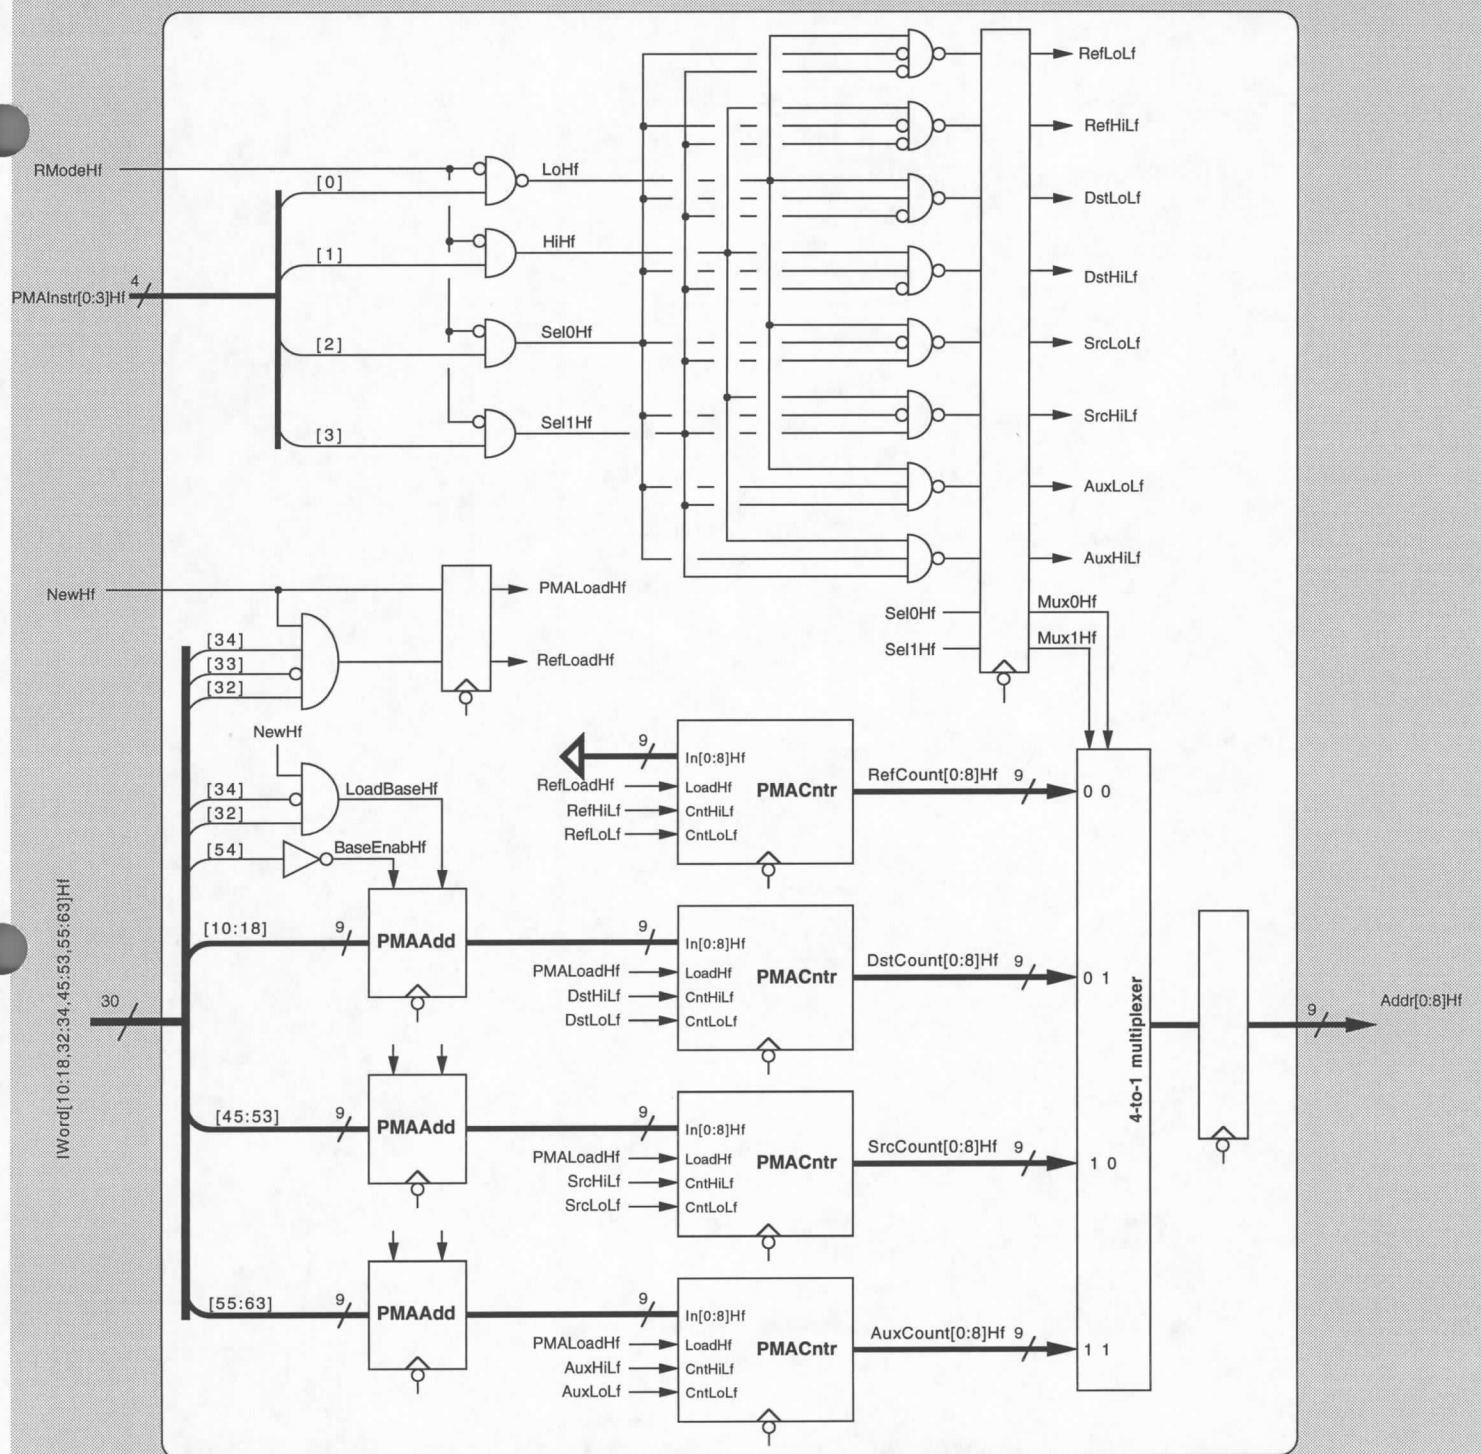 RefLoLf
RefHiLf
RModeHf
[0]
LoHf
DstLoLf
[1]
HiHf
DstHiLf
PMAInstr[0:3]Hf
4
[2]
Sel0Hf
SrcLoLf
[3]
Sel1Hf
SrcHiLf
AuxLoLf
AuxHiLf
NewHf
PMALoadHf
Sel0Hf
Mux0Hf
[34]
[33]
[32]
RefLoadHf
Sel1Hf
Mux1Hf
NewHf
[34]
[32]
LoadBaseHf
[54]
BaseEnabHf
9
In[0:8]Hf
RefLoadHf
LoadHf
PMACntr
RefHiLf
CntHiLf
RefLoLf
CntLoLf
RefCount[0:8]Hf
9
0 0
IWord[10:18,32:34,45:53,55:63]Hf
30
[10:18]
9
PMAAdd
9
In[0:8]Hf
PMALoadHf
LoadHf
PMACntr
DstHiLf
CntHiLf
DstLoLf
CntLoLf
DstCount[0:8]Hf
9
0 1
4-to-1 multiplexer
9
Addr[0:8]Hf
[45:53]
9
PMAAdd
9
In[0:8]Hf
PMALoadHf
LoadHf
PMACntr
SrcHiLf
CntHiLf
SrcLoLf
CntLoLf
SrcCount[0:8]Hf
9
1 0
[55:63]
9
PMAAdd
9
In[0:8]Hf
PMALoadHf
LoadHf
PMACntr
AuxHiLf
CntHiLf
AuxLoLf
CntLoLf
AuxCount[0:8]Hf
9
1 1